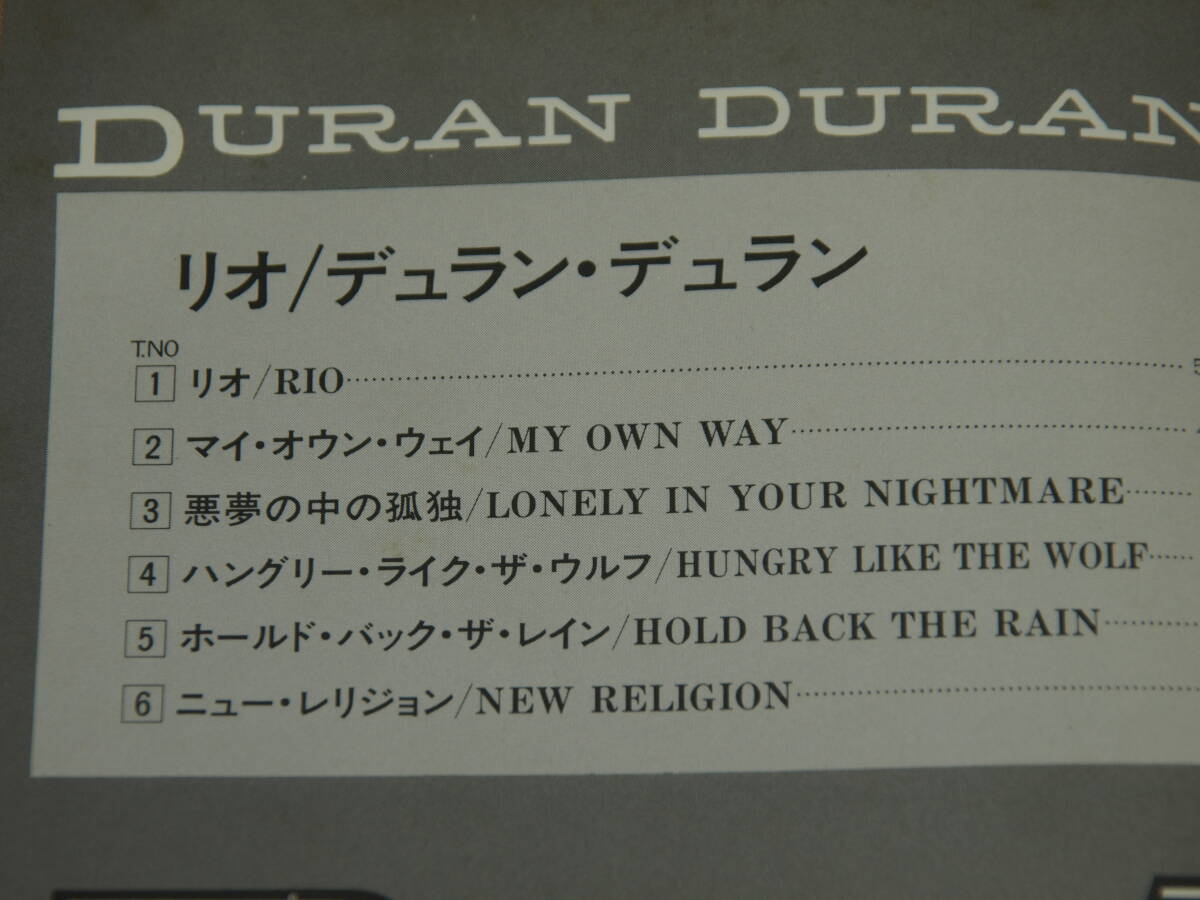 DURAN DURAN
リオ/デュラン・デュラン
T.NO
1 リオ/RIO
2 マイ・オウン・ウェイ/MY OWN WAY
3 悪夢の中の孤独/LONELY IN YOUR NIGHTMARE
4 ハングリー・ライク・ザ・ウルフ/HUNGRY LIKE THE WOLF
5 ホールド・バック・ザ・レイン/HOLD BACK THE RAIN
6 ニュー・レリジョン/NEW RELIGION